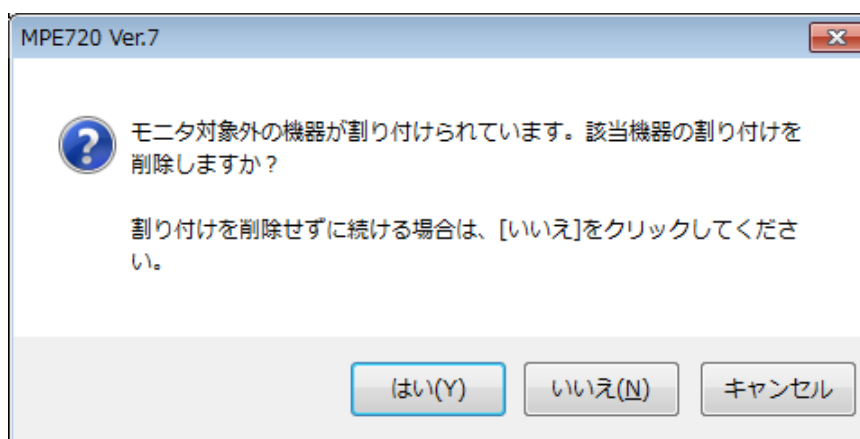 MPE720 Ver.7
モニタ対象外の機器が割り付けられています。該当機器の割り付けを
削除しますか？
割り付けを削除せずに続ける場合は、[いいえ]をクリックしてくださ
い。
はい(Y) いいえ(N) キャンセル